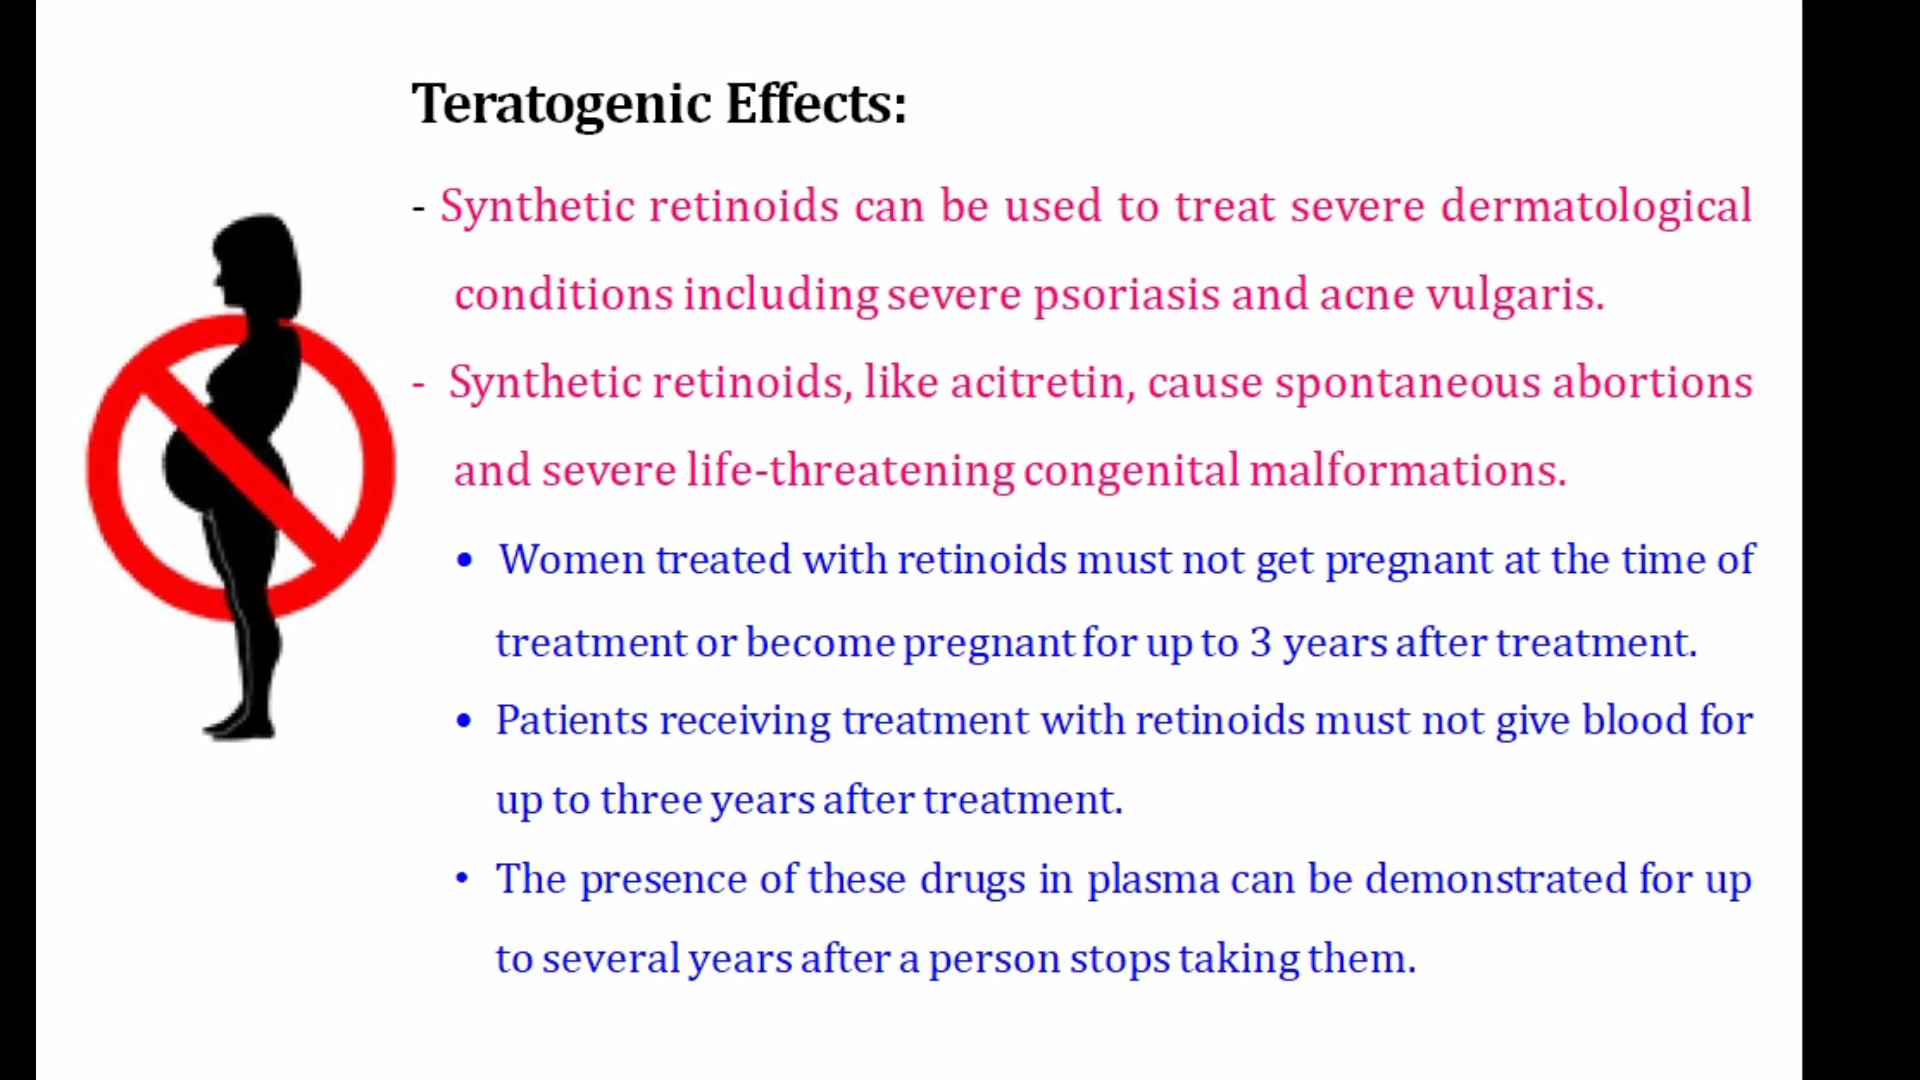 Teratogenic Effects:
- Synthetic retinoids can be used to treat severe dermatological
conditions including severe psoriasis and acne vulgaris.
- Synthetic retinoids, like acitretin, cause spontaneous abortions
and severe life-threatening congenital malformations.
• Women treated with retinoids must not get pregnant at the time of
treatment or become pregnant for up to 3 years after treatment.
• Patients receiving treatment with retinoids must not give blood for
up to three years after treatment.
• The presence of these drugs in plasma can be demonstrated for up
to several years after a person stops taking them.